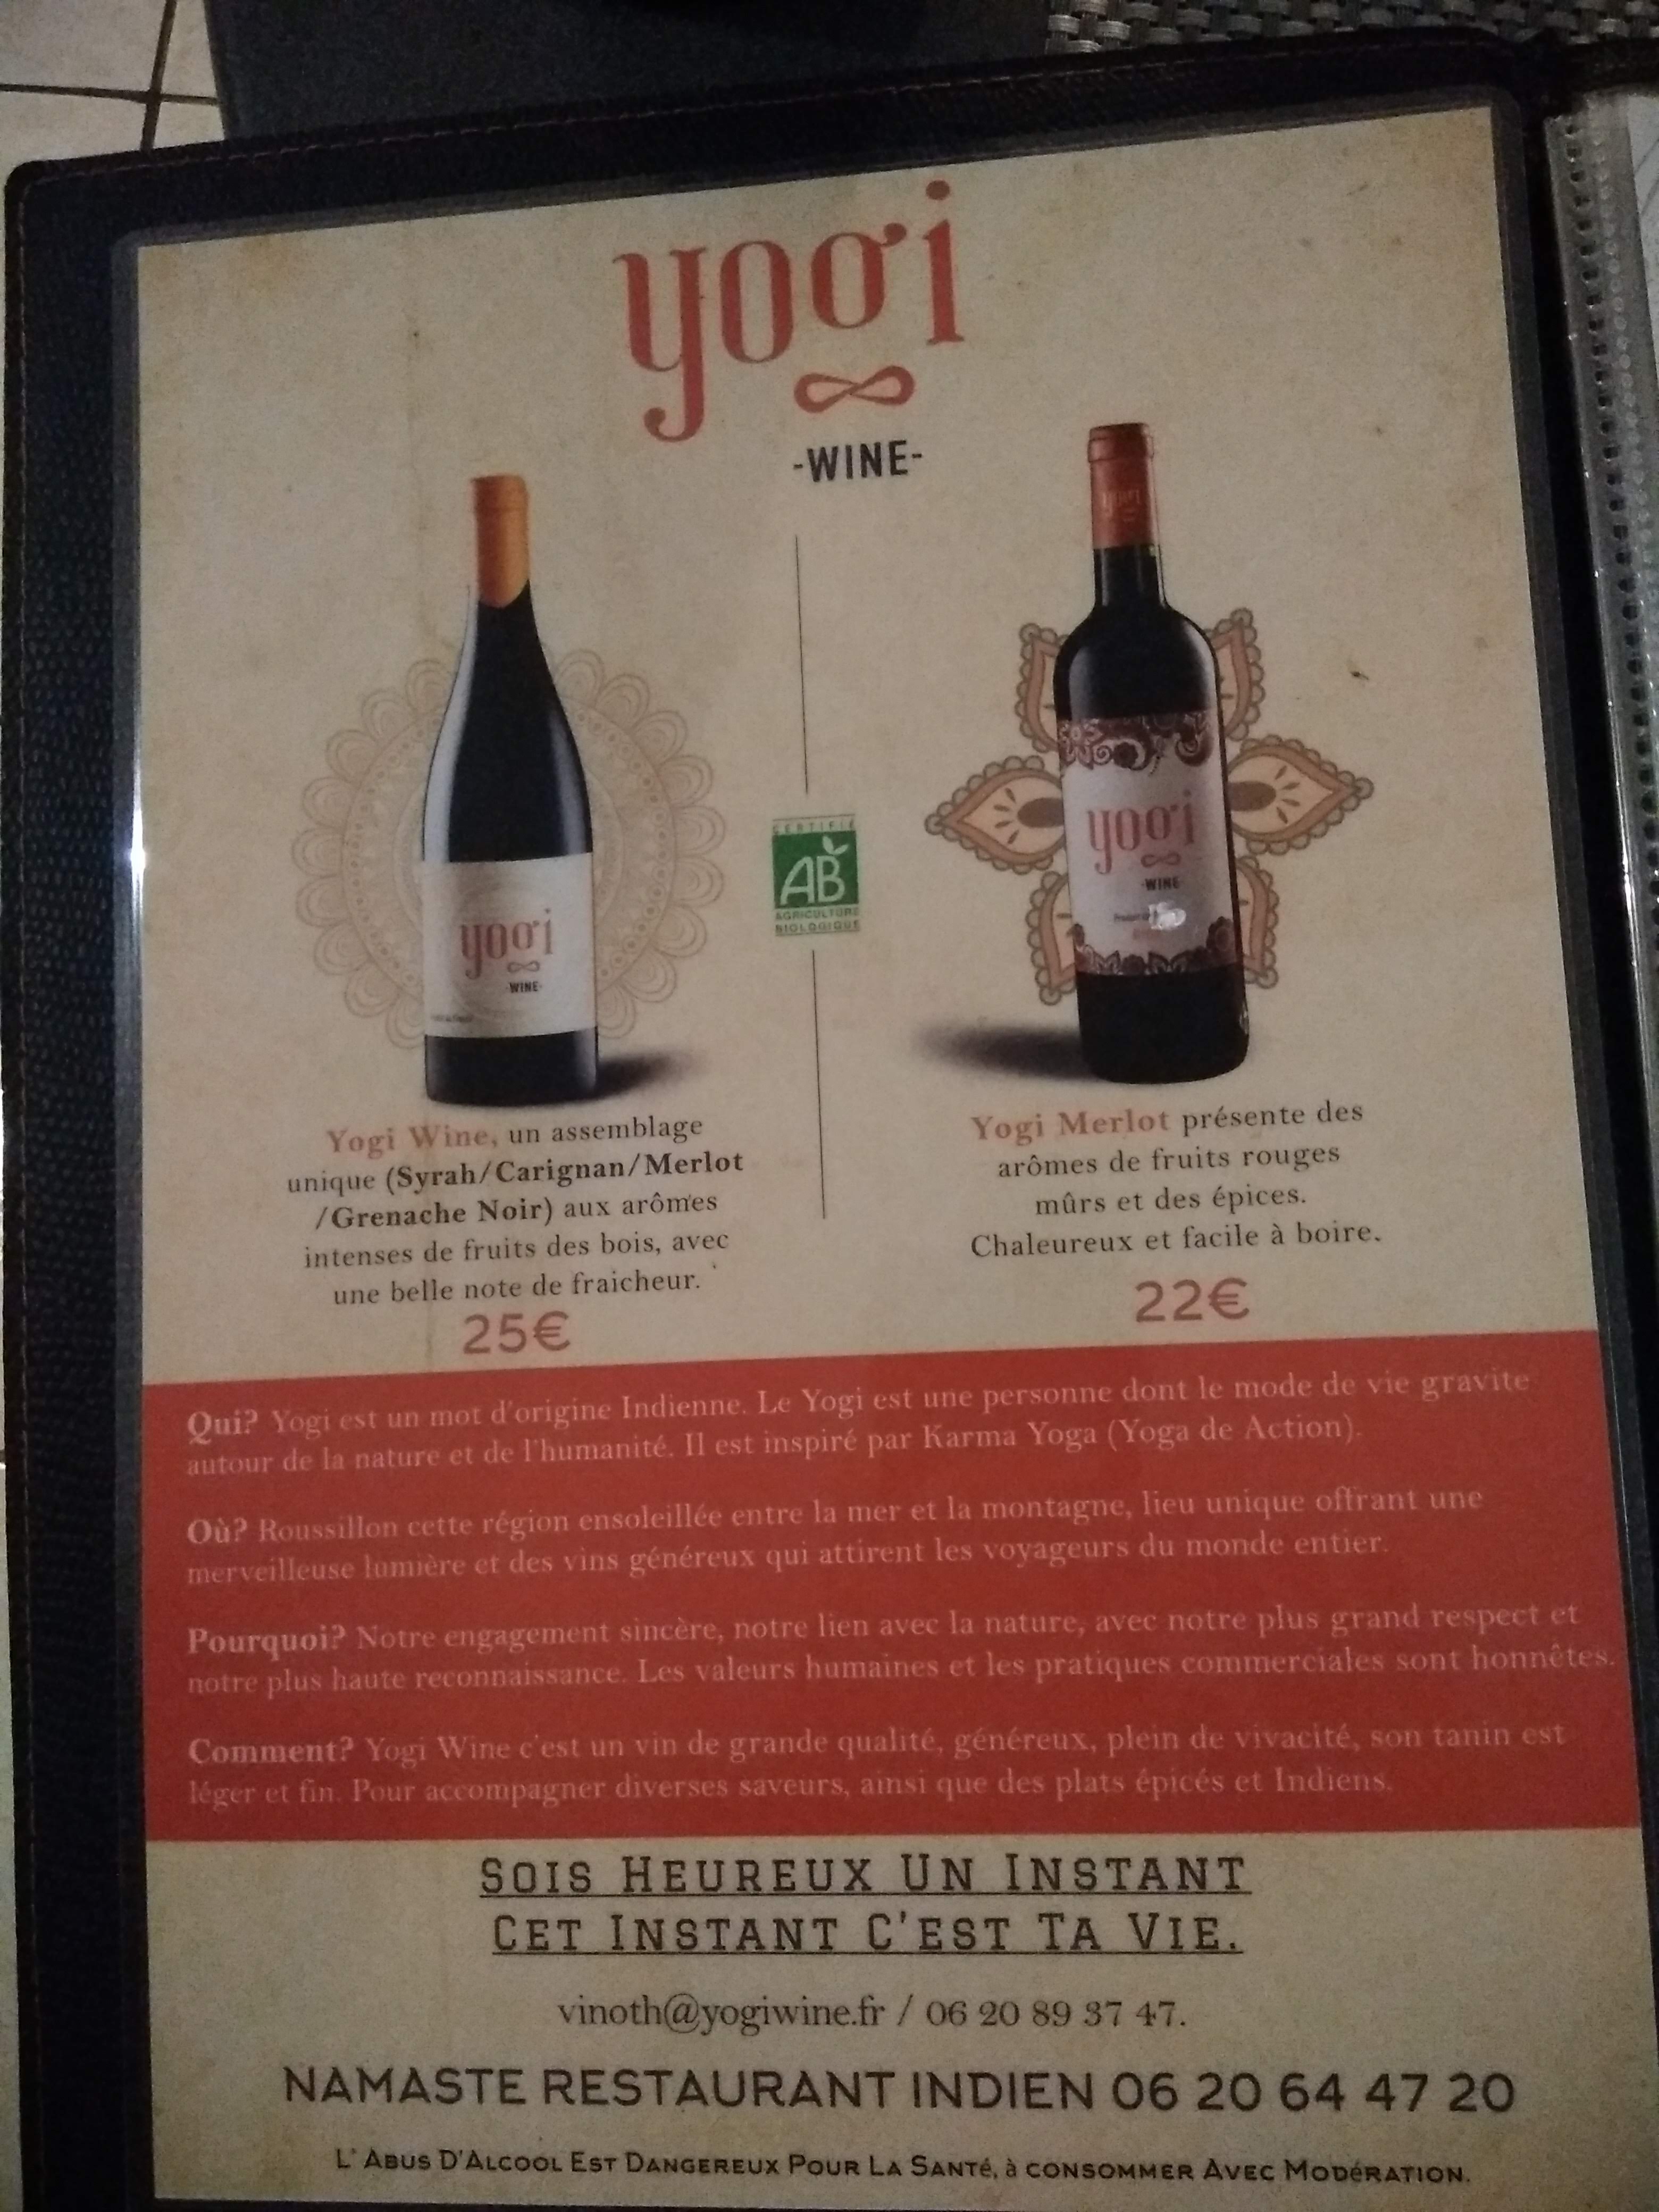 yogi
-WINE-
yogi
yogi
-WINE-
CERTIFIÉ
AB
AGRICULTURE
BIOLOGIQUE
yogi
-WINE-
Yogi Wine, un assemblage
unique (Syrah/Carignan/Merlot
/Grenache Noir) aux arômes
intenses de fruits des bois, avec
une belle note de fraicheur.
25€
Yogi Merlot présente des
arômes de fruits rouges
mûrs et des épices.
Chaleureux et facile à boire.
22€
Qui? Yogi est un mot d'origine Indienne. Le Yogi est une personne dont le mode de vie gravite
autour de la nature et de l'humanité. Il est inspiré par Karma Yoga (Yoga de Action).
Où? Roussillon cette région ensoleillée entre la mer et la montagne, lieu unique offrant une
merveilleuse lumière et des vins généreux qui attirent les voyageurs du monde entier.
Pourquoi? Notre engagement sincère, notre lien avec la nature, avec notre plus grand respect et
notre plus haute reconnaissance. Les valeurs humaines et les pratiques commerciales sont honnêtes.
Comment? Yogi Wine c'est un vin de grande qualité, généreux, plein de vivacité, son tanin est
léger et fin. Pour accompagner diverses saveurs, ainsi que des plats épicés et Indiens.
SOIS HEUREUX UN INSTANT
CET INSTANT C'EST TA VIE.
vinoth@yogiwine.fr / 06 20 89 37 47.
NAMASTE RESTAURANT INDIEN 06 20 64 47 20
L' ABUS D'ALCOOL EST DANGEREUX POUR LA SANTé, à CONSOMMER AVEC MODéRATION.